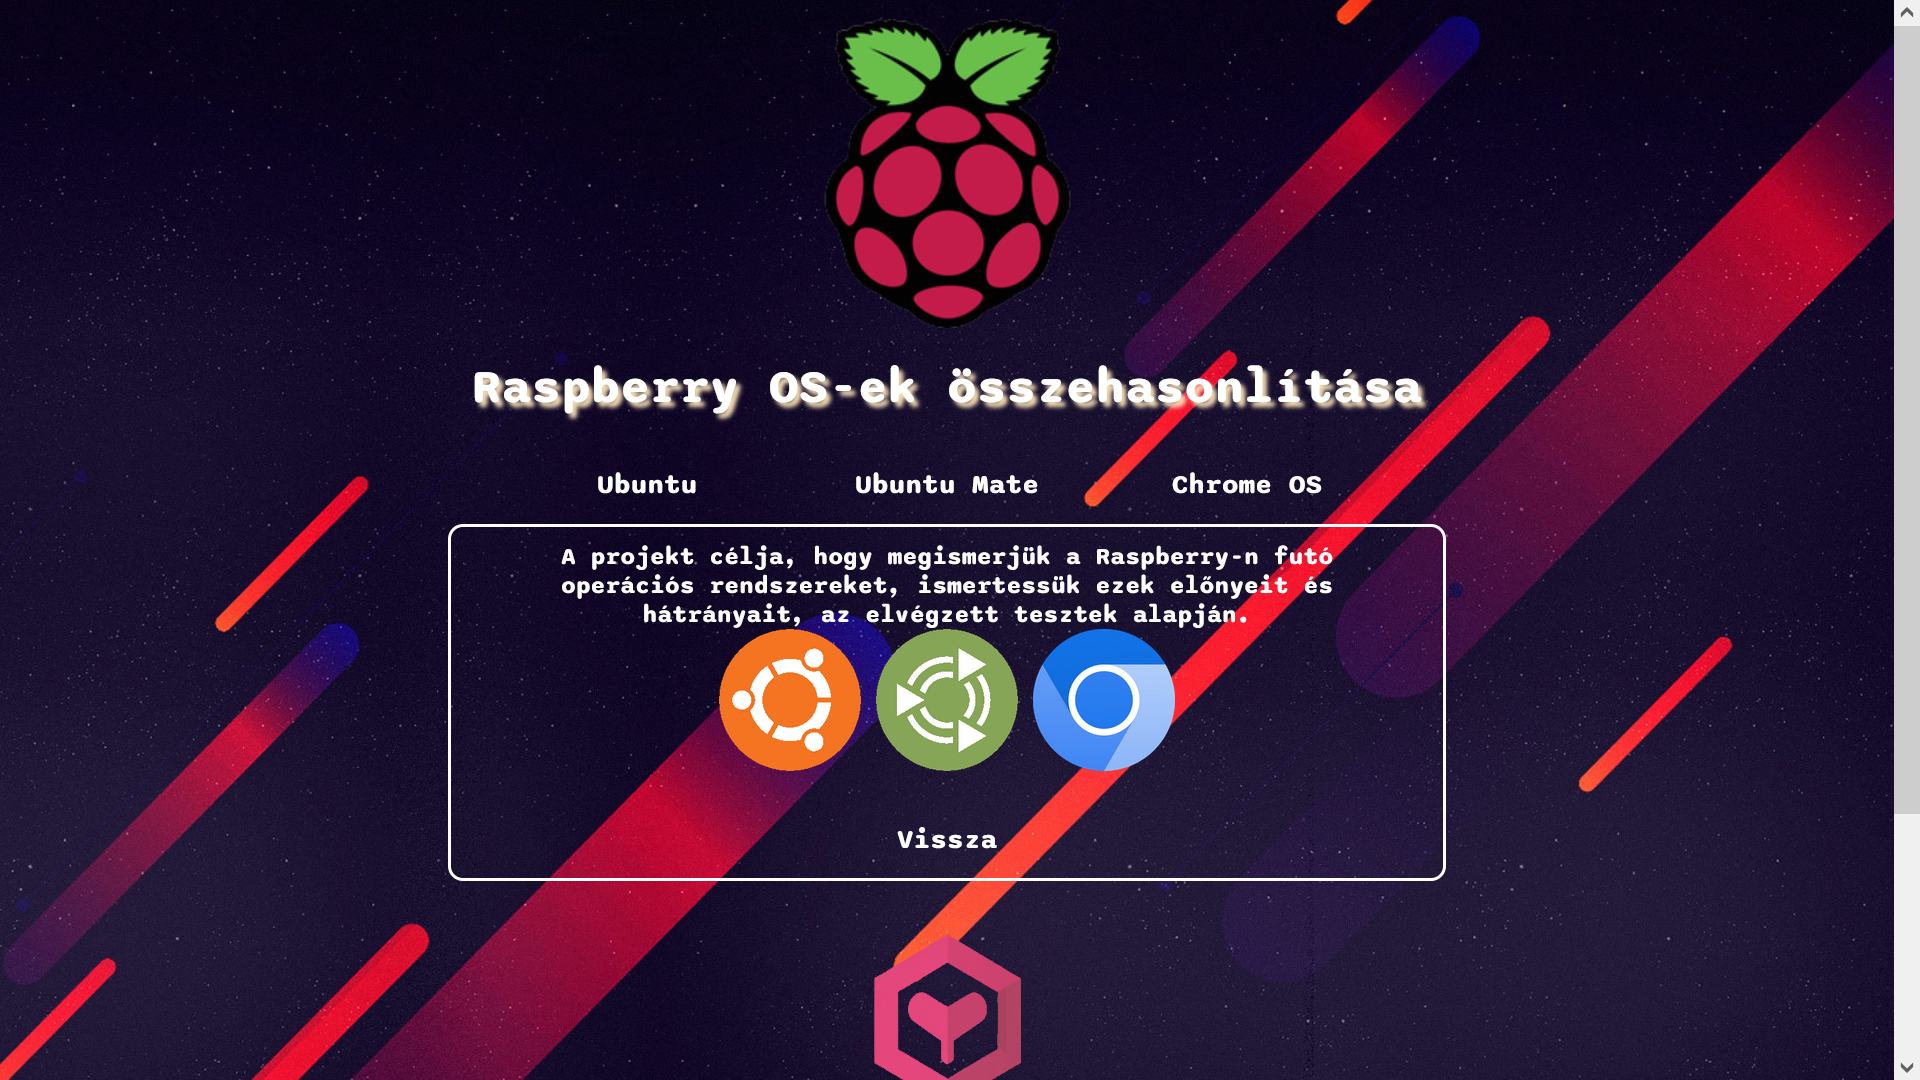 Raspberry OS-ek összehasonlítása
Ubuntu
Ubuntu Mate
Chrome OS
A projekt célja, hogy megismerjük a Raspberry-n futó
operációs rendszereket, ismertessük ezek előnyeit és
hátrányait, az elvégzett tesztek alapján.
Vissza